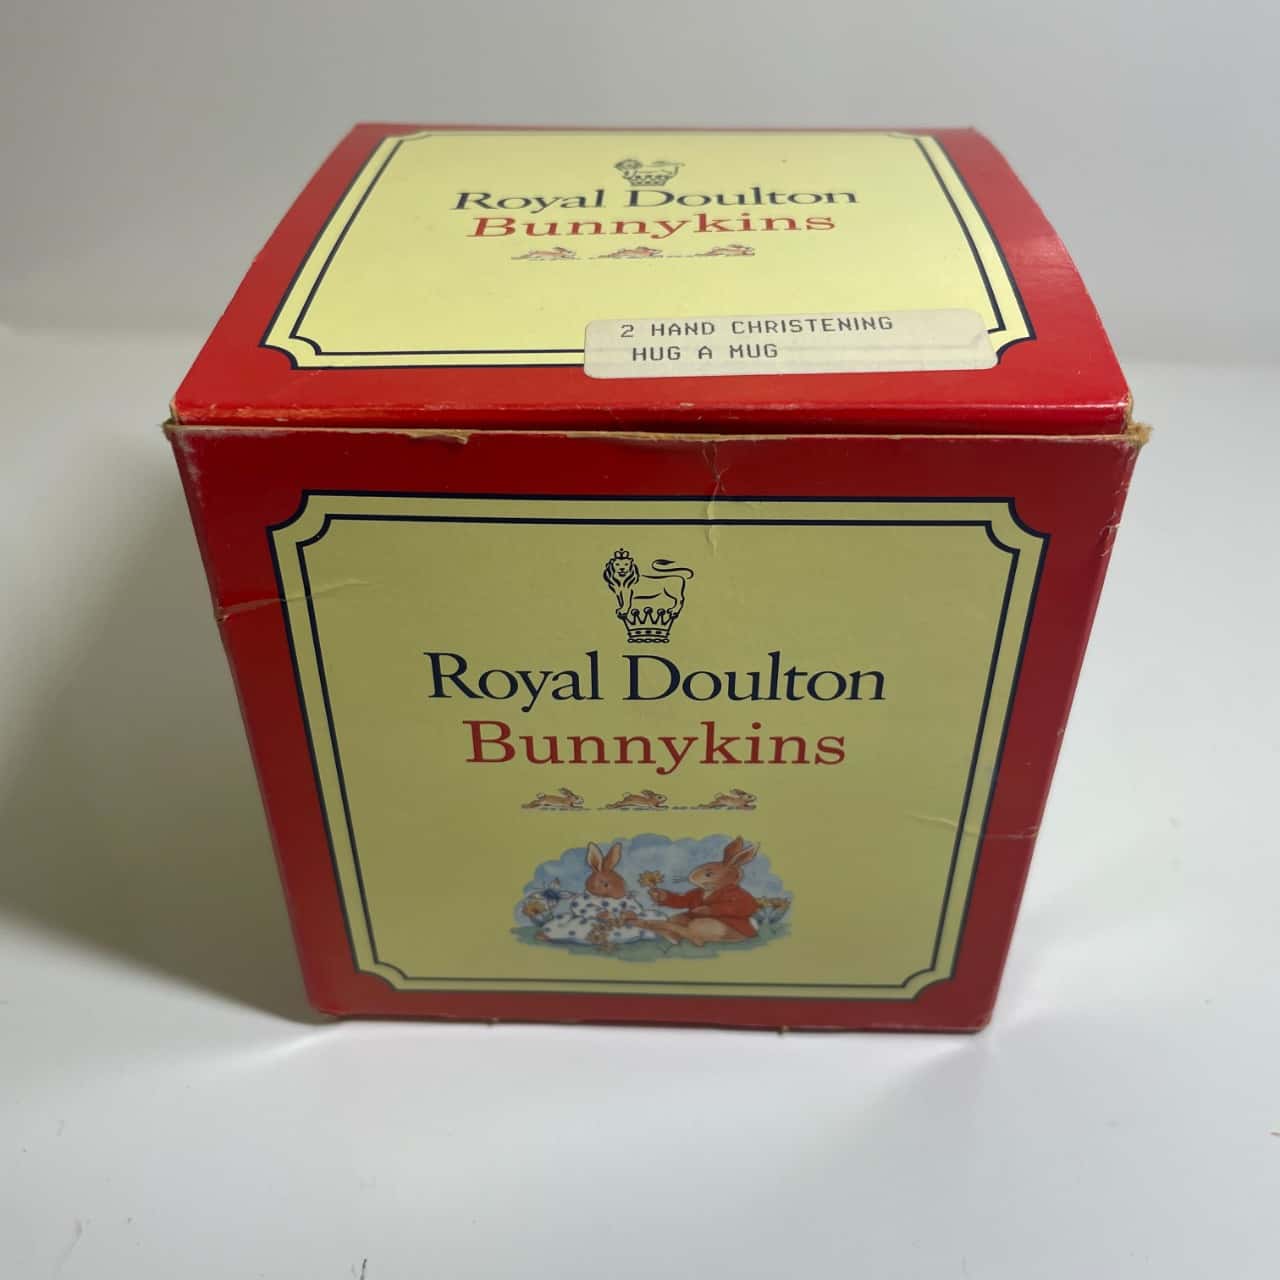 Royal Doulton
Bunnykins
2 HAND CHRISTENING
HUG A MUG
Royal Doulton
Bunnykins